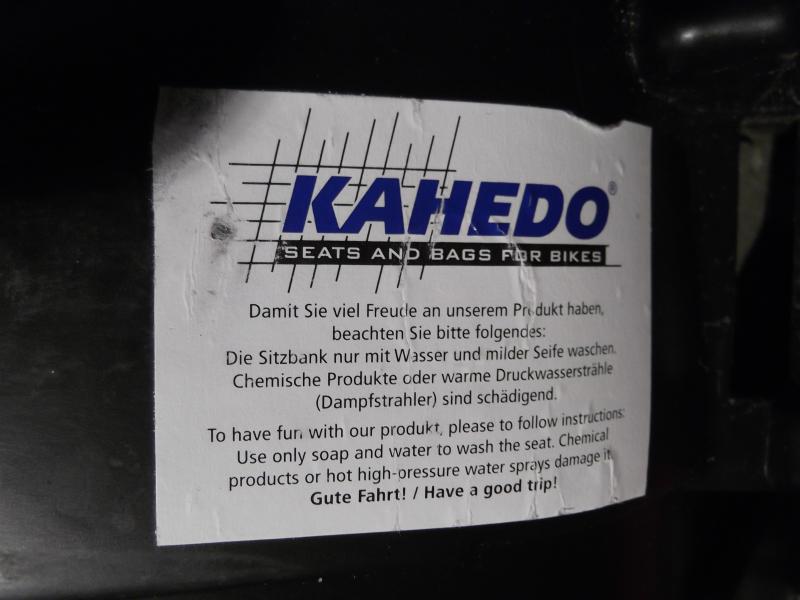 KAHEDO®
SEATS AND BAGS FOR BIKES
Damit Sie viel Freude an unserem Produkt haben,
beachten Sie bitte folgendes:
Die Sitzbank nur mit Wasser und milder Seife waschen.
Chemische Produkte oder warme Druckwassersträhle
(Dampfstrahler) sind schädigend.
To have fun with our produkt, please to follow instructions:
Use only soap and water to wash the seat. Chemical
products or hot high-pressure water sprays damage it.
Gute Fahrt! / Have a good trip!